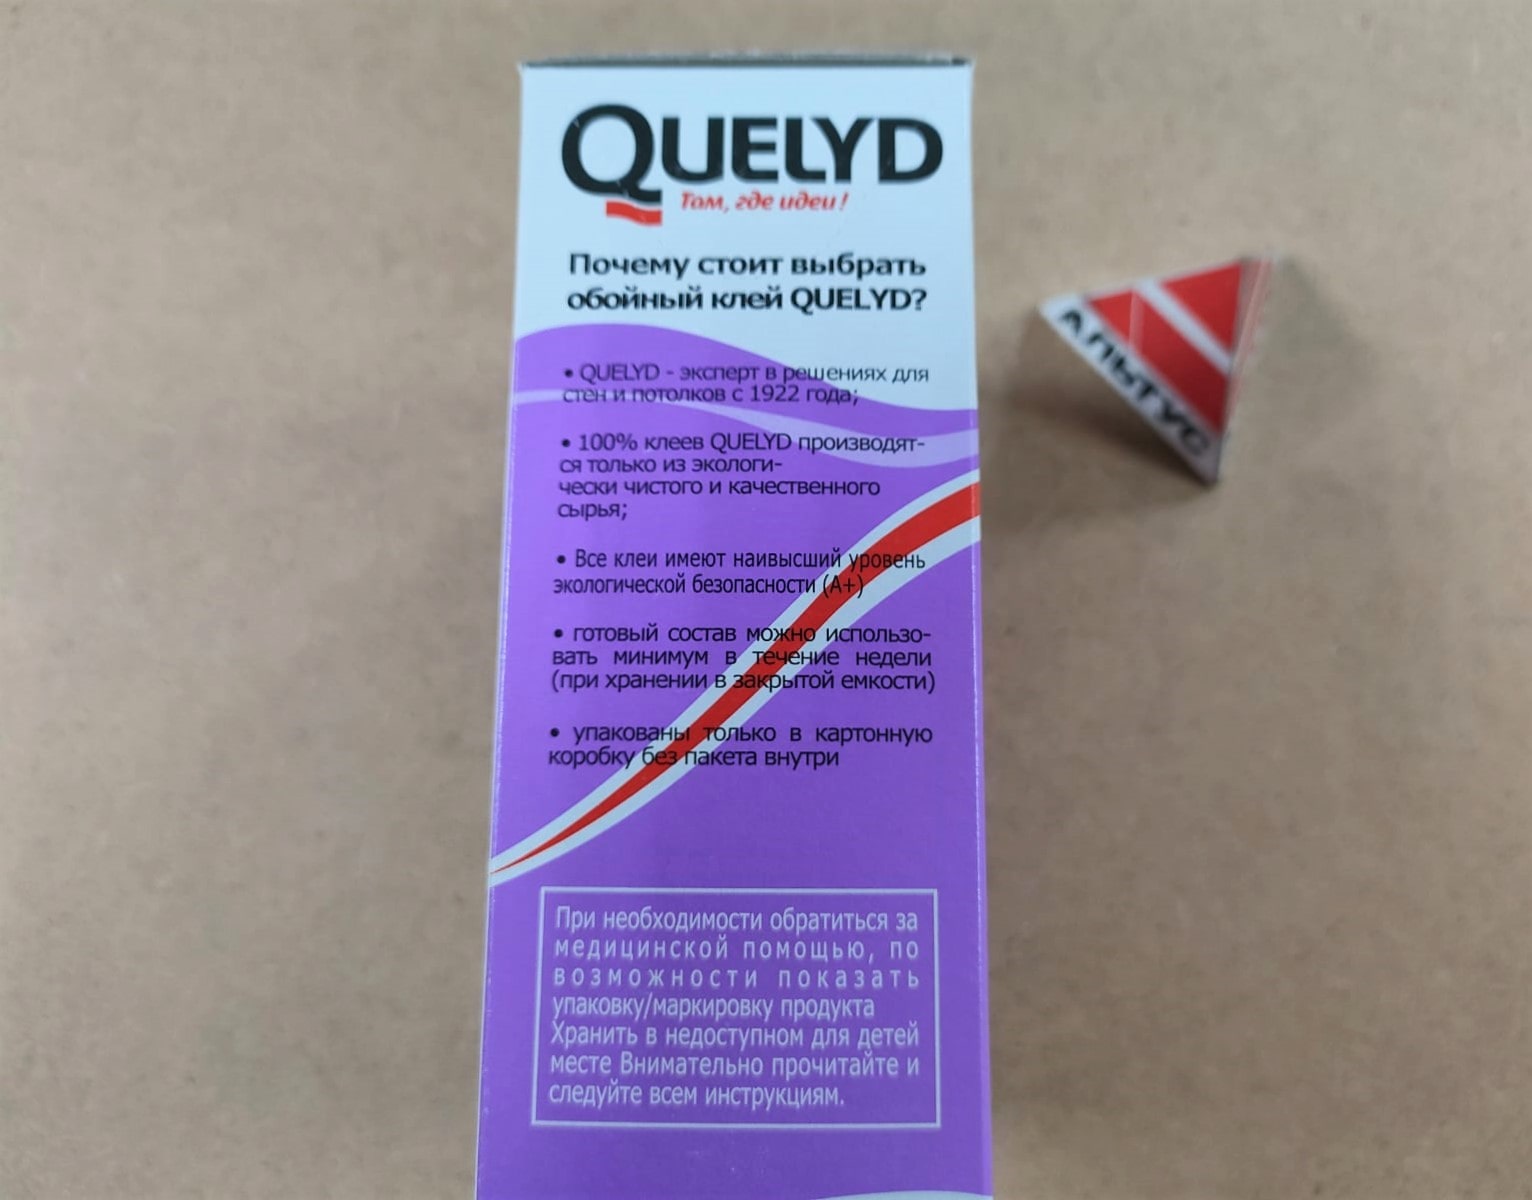 QUELYD
Там, где идеи!
Почему стоит выбрать
обойный клей QUELYD?
• QUELYD - эксперт в решениях для
стен и потолков с 1922 года;
• 100% клеев QUELYD производят-
ся только из экологи-
чески чистого и качественного
сырья;
• Все клеи имеют наивысший уровень
экологической безопасности (А+)
• готовый состав можно использо-
вать минимум в течение недели
(при хранении в закрытой емкости)
• упакованы только в картонную
коробку без пакета внутри
При необходимости обратиться за
медицинской помощью, по
возможности показать
упаковку/маркировку продукта
Хранить в недоступном для детей
месте Внимательно прочитайте и
следуйте всем инструкциям.
АЛЬТУС